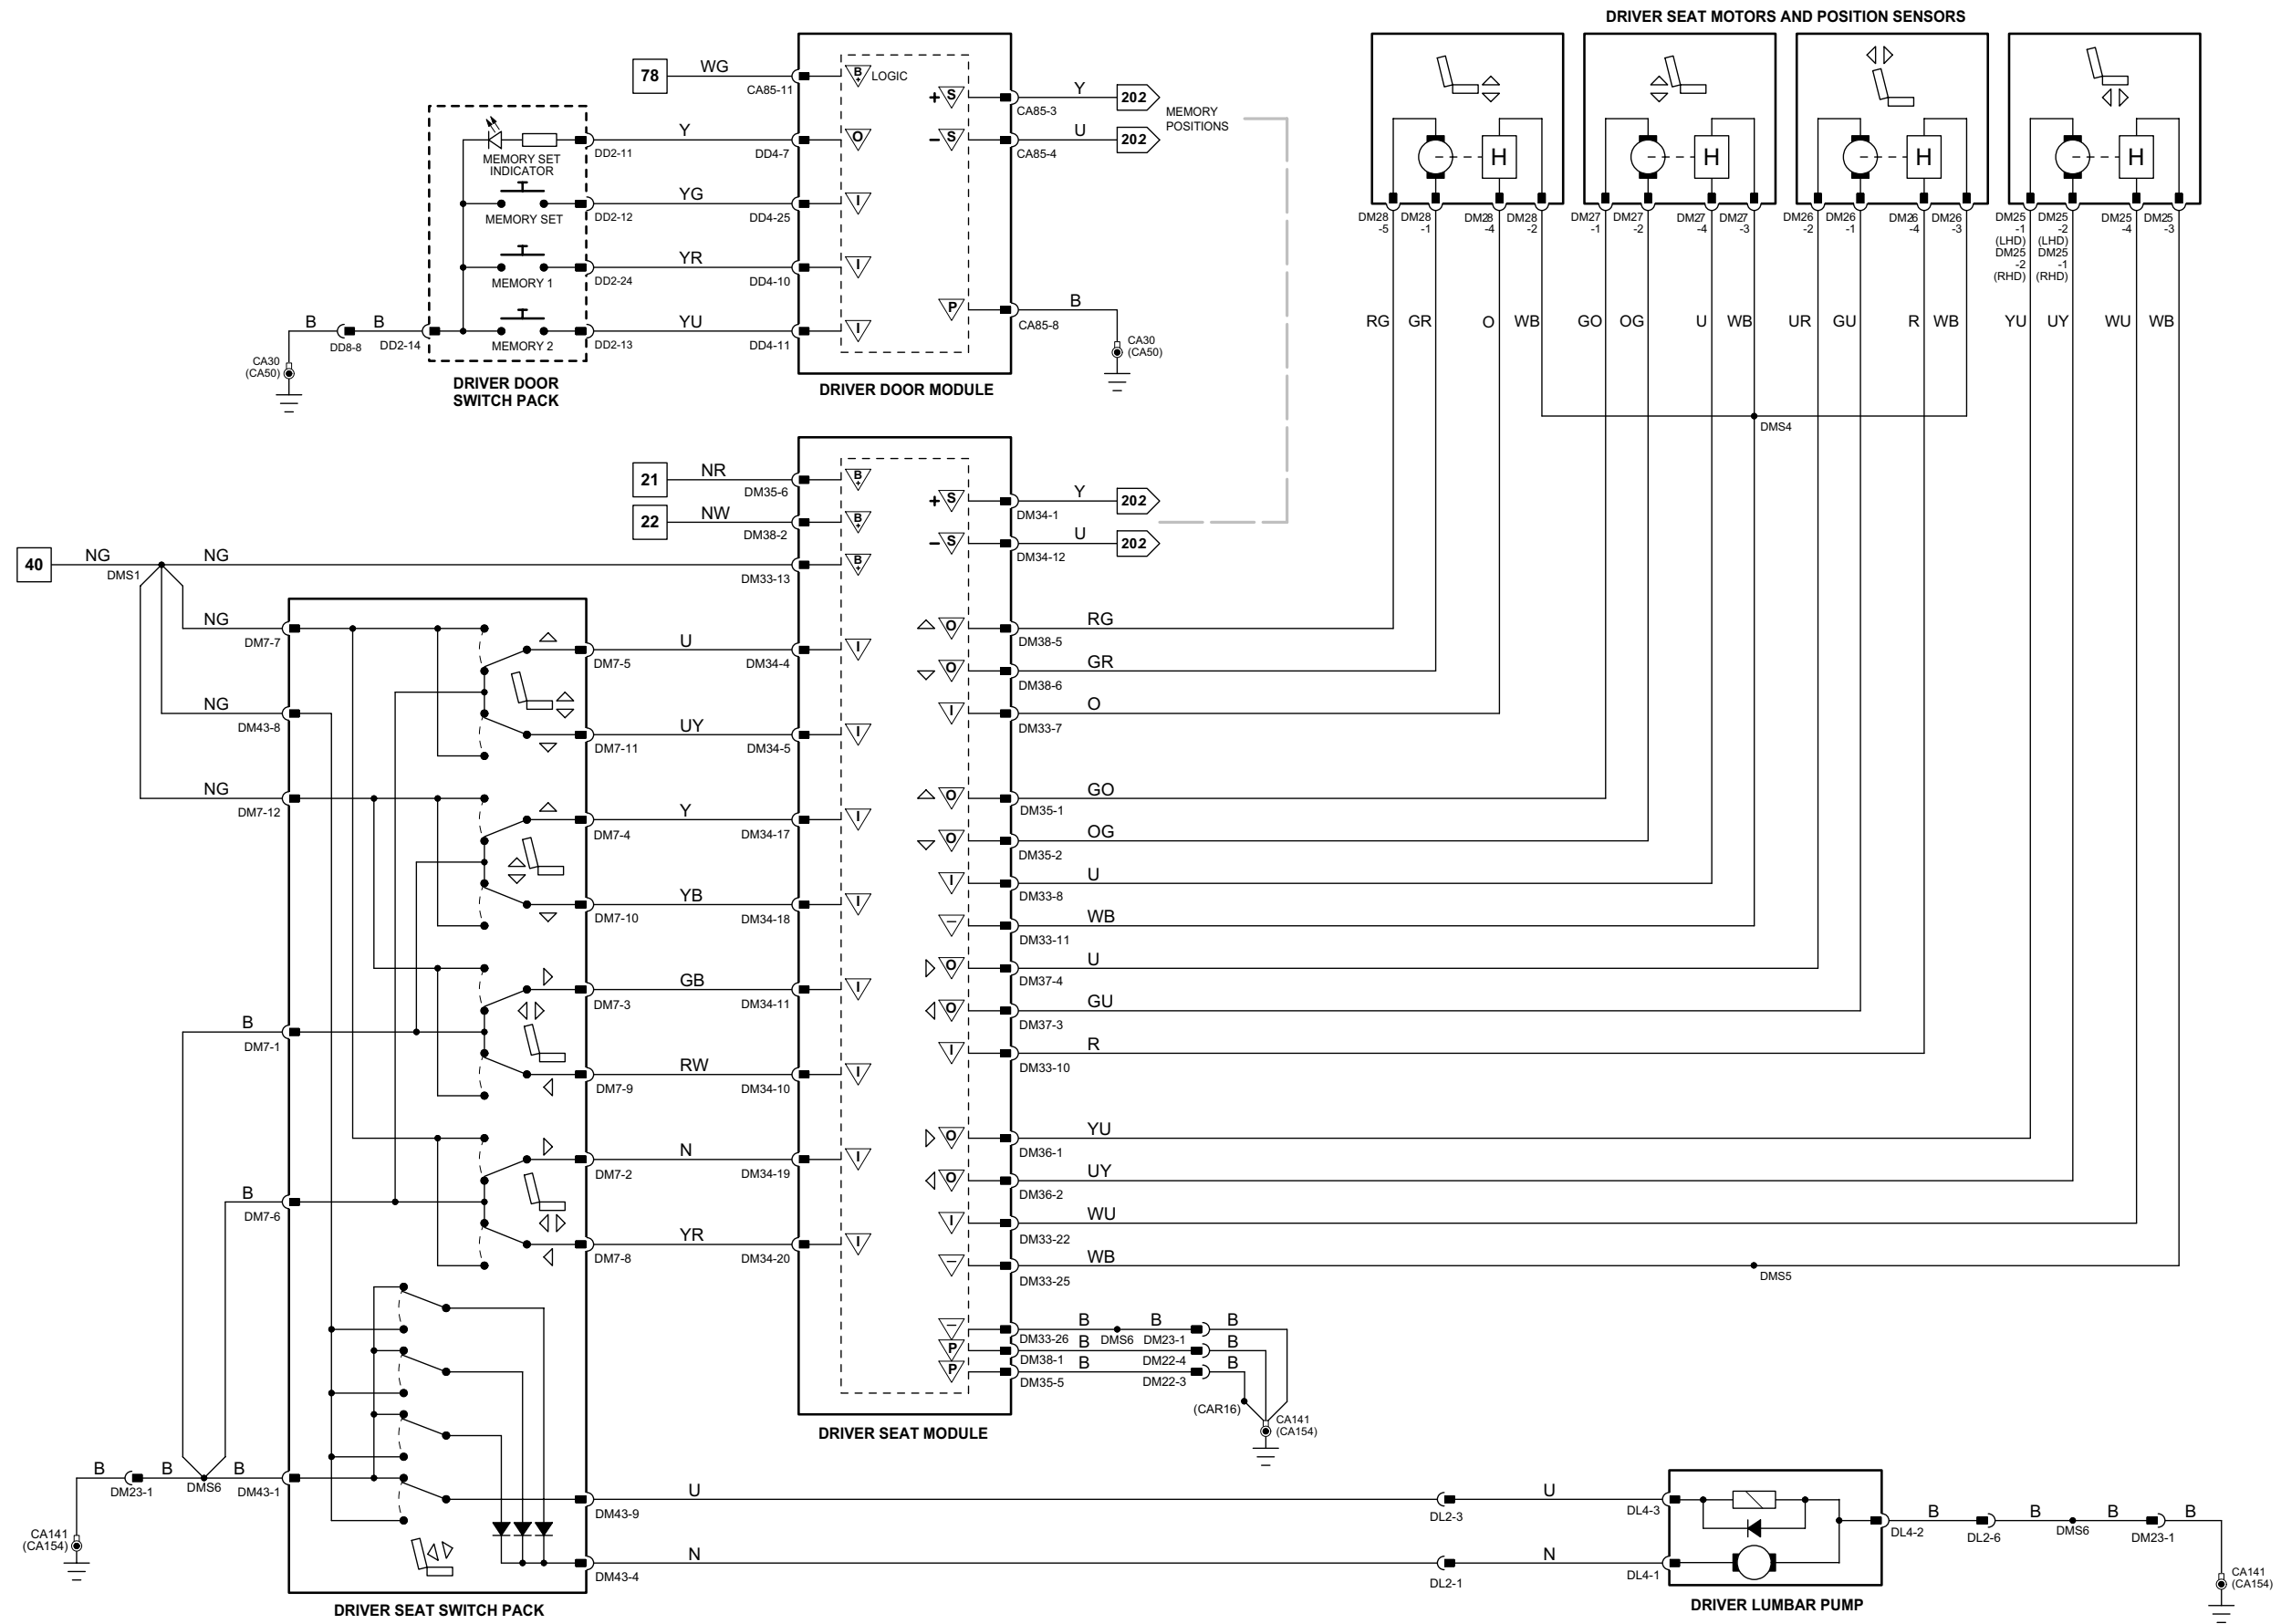 DRIVER SEAT MOTORS AND POSITION SENSORS
78
WG
CA85-11
B+
LOGIC
+
S
CA85-3
Y
20.2
MEMORY
POSITIONS
-
S
CA85-4
U
20.2
MEMORY SET
INDICATOR
DD2-11
Y
DD4-7
O
MEMORY SET
DD2-12
YG
DD4-25
I
MEMORY 1
DD2-24
YR
DD4-10
I
MEMORY 2
DD2-13
YU
DD4-11
I
P
CA85-8
B
CA30
(CA50)
B
DD8-8
B
DD2-14
CA30
(CA50)
DRIVER DOOR
SWITCH PACK
DRIVER DOOR MODULE
H
H
H
H
DM28
-5
DM28
-1
DM28
-4
DM28
-2
DM27
-1
DM27
-2
DM27
-4
DM27
-3
DM26
-2
DM26
-1
DM26
-4
DM26
-3
DM25
-1
(LHD)
DM25
-2
(RHD)
DM25
-2
(LHD)
DM25
-1
(RHD)
DM25
-4
DM25
-3
RG GR O WB GO OG U WB UR GU R WB YU UY WU WB
DMS4
21
NR
DM35-6
B+
22
NW
DM38-2
B+
40
NG
DMS1
NG
DM33-13
B+
+
S
DM34-1
Y
20.2
-
S
DM34-12
U
20.2
NG
DM7-7
NG
DM43-8
NG
DM7-12
B
DM7-1
B
DM7-6
DM7-5
U
DM34-4
I
DM7-11
UY
DM34-5
I
DM7-4
Y
DM34-17
I
DM7-10
YB
DM34-18
I
DM7-3
GB
DM34-11
I
DM7-9
RW
DM34-10
I
DM7-2
N
DM34-19
I
DM7-8
YR
DM34-20
I
O
DM38-5
RG
O
DM38-6
GR
I
DM33-7
O
O
DM35-1
GO
O
DM35-2
OG
I
DM33-8
U
-
DM33-11
WB
O
DM37-4
U
O
DM37-3
GU
I
DM33-10
R
O
DM36-1
YU
O
DM36-2
UY
I
DM33-22
WU
-
DM33-25
WB
DMS5
-
DM33-26
B
DMS6
B
DM23-1
B
P
DM38-1
B
DM22-4
B
P
DM35-5
B
DM22-3
B
(CAR16)
CA141
(CA154)
DRIVER SEAT MODULE
B
DM23-1
B
DMS6
B
DM43-1
CA141
(CA154)
DM43-9
U
DL2-3
U
DL4-3
DM43-4
N
DL2-1
N
DL4-1
DL4-2
B
DL2-6
B
DMS6
B
DM23-1
B
CA141
(CA154)
DRIVER SEAT SWITCH PACK
DRIVER LUMBAR PUMP